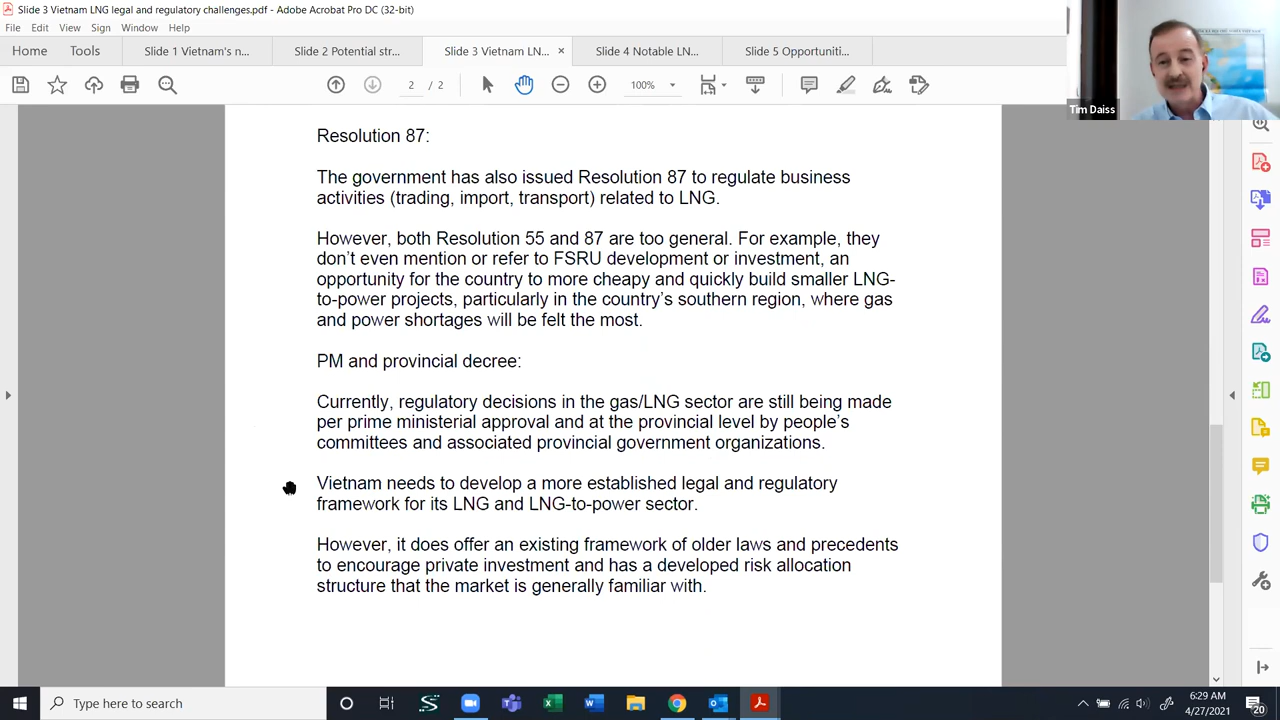 Slide 3 Vietnam LNG legal and regulatory challenges.pdf - Adobe Acrobat Pro DC (32-bit)
File Edit View Sign Window Help
Home Tools Slide 1 Vietnam's n... Slide 2 Potential str... Slide 3 Vietnam LN... × Slide 4 Notable LN... Slide 5 Opportuniti...
2 / 2 100%
Tim Daiss
Resolution 87:
The government has also issued Resolution 87 to regulate business
activities (trading, import, transport) related to LNG.
However, both Resolution 55 and 87 are too general. For example, they
don't even mention or refer to FSRU development or investment, an
opportunity for the country to more cheapy and quickly build smaller LNG-
to-power projects, particularly in the country's southern region, where gas
and power shortages will be felt the most.
PM and provincial decree:
Currently, regulatory decisions in the gas/LNG sector are still being made
per prime ministerial approval and at the provincial level by people's
committees and associated provincial government organizations.
Vietnam needs to develop a more established legal and regulatory
framework for its LNG and LNG-to-power sector.
However, it does offer an existing framework of older laws and precedents
to encourage private investment and has a developed risk allocation
structure that the market is generally familiar with.
Type here to search
6:29 AM
4/27/2021
20